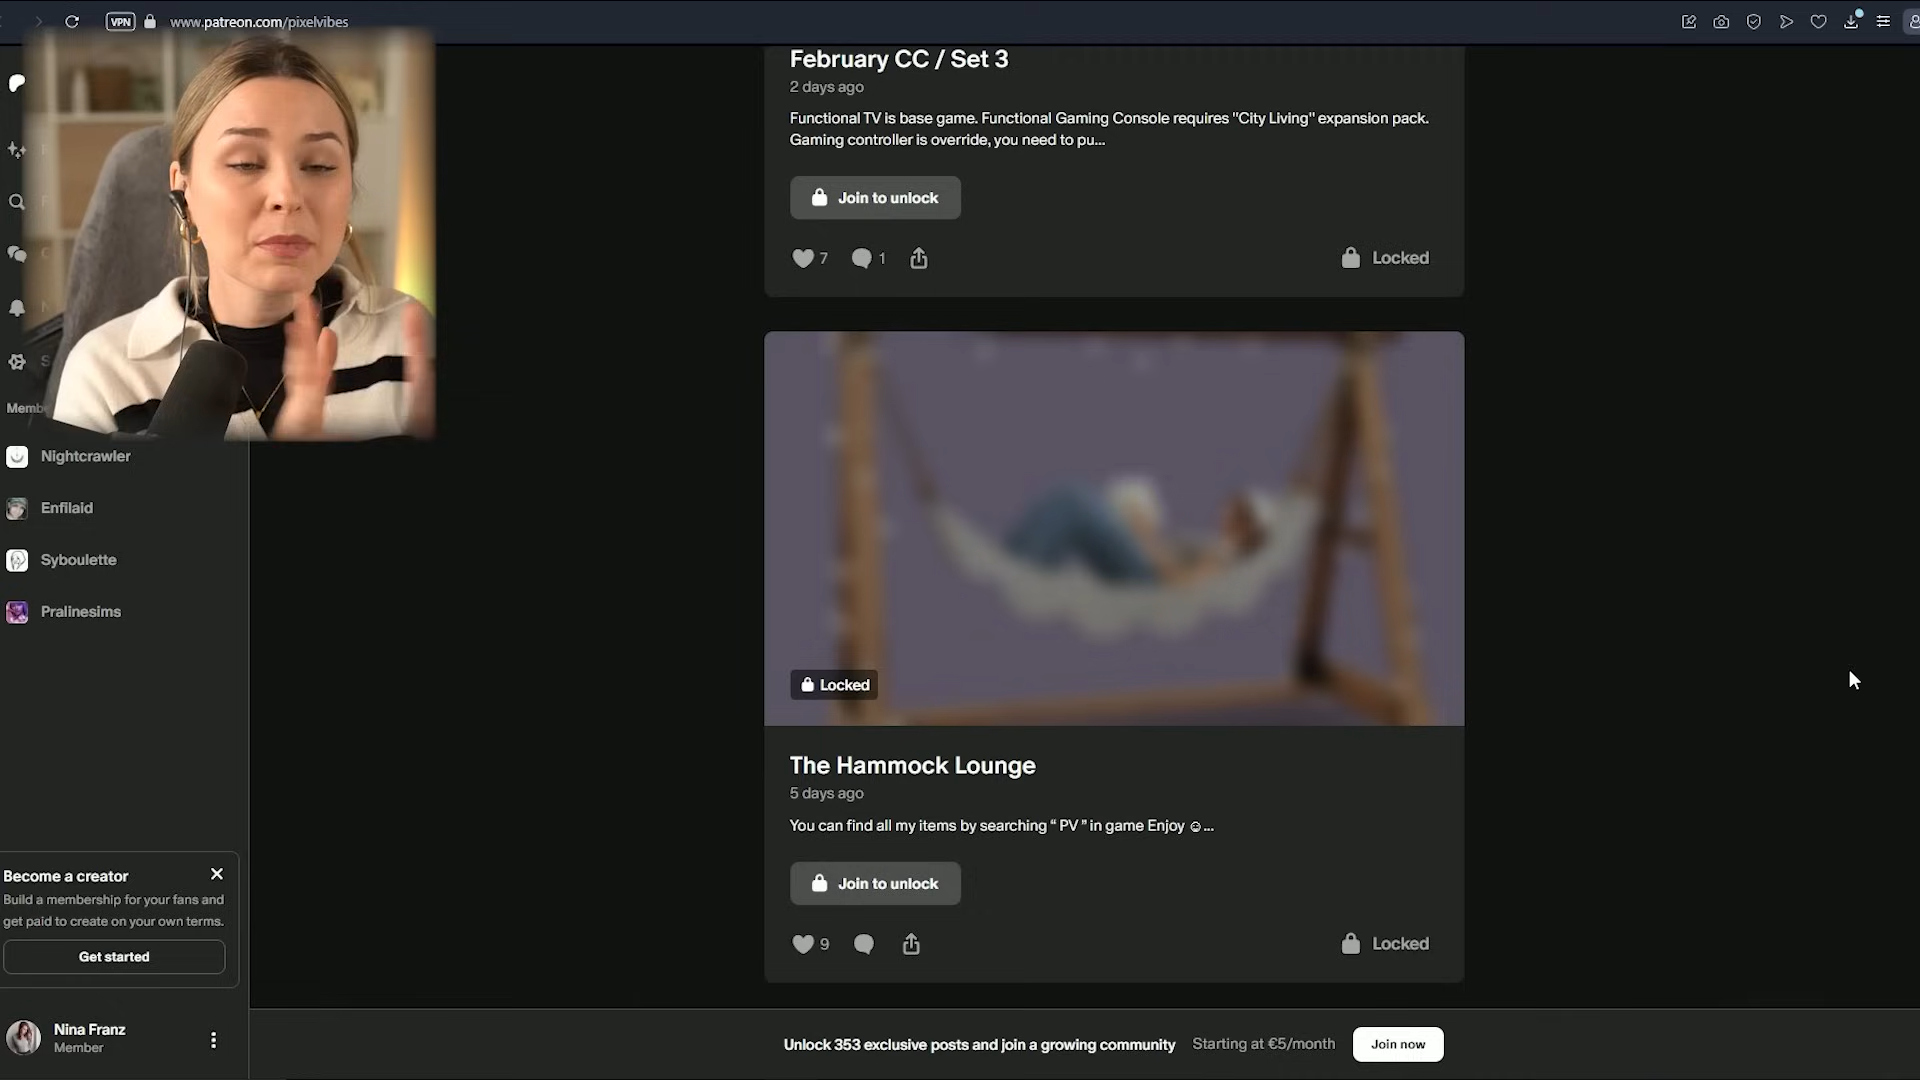 VPN
www.patreon.com/pixelvibes
February CC / Set 3
2 days ago
Functional TV is base game. Functional Gaming Console requires "City Living" expansion pack.
Gaming controller is override, you need to pu...
Join to unlock
7
1
Locked
Memb
Nightcrawler
Enfilaid
Syboulette
Pralinesims
Locked
The Hammock Lounge
5 days ago
You can find all my items by searching “ PV ” in game Enjoy ☺...
Join to unlock
9
Locked
Become a creator
Build a membership for your fans and
get paid to create on your own terms.
Get started
Nina Franz
Member
Unlock 353 exclusive posts and join a growing community
Starting at €5/month
Join now